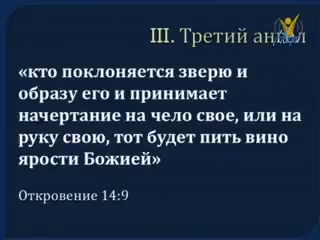 III. Третий ангел
«кто поклоняется зверю и
образу его и принимает
начертание на чело свое, или на
руку свою, тот будет пить вино
ярости Божией»
Откровение 14:9